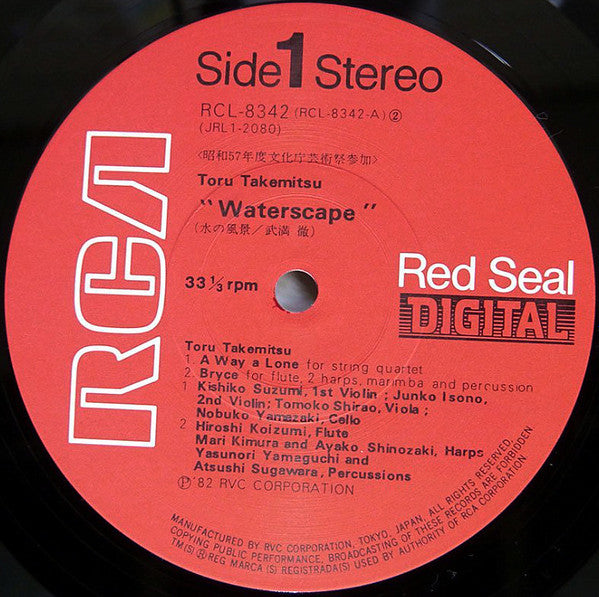 Side 1 Stereo
RCL-8342 (RCL-8342-A) ②
(JRL1-2080)
〈昭和57年度文化庁芸術祭参加〉
Toru Takemitsu
"Waterscape"
(水の風景/武満 徹)
33 1/3 rpm
RCA
Red Seal
DIGITAL
Toru Takemitsu
1. A Way a Lone for string quartet
2. Bryce for flute, 2 harps, marimba and percussion
1 Kishiko Suzumi, 1st Violin ; Junko Isono,
2nd Violin; Tomoko Shirao, Viola ;
Nobuko Yamazaki, Cello
2 Hiroshi Koizumi, Flute
Mari Kimura and Ayako Shinozaki, Harps
Yasunori Yamaguchi and
Atsushi Sugawara, Percussions
Ⓟ '82 RVC CORPORATION
MANUFACTURED BY RVC CORPORATION, TOKYO, JAPAN. ALL RIGHTS RESERVED.
COPYING PUBLIC PERFORMANCE, BROADCASTING OF THESE RECORDS ARE FORBIDDEN
TM(S) ® REG MARCA (S) REGISTRADA(S) USED BY AUTHORITY OF RCA CORPORATION